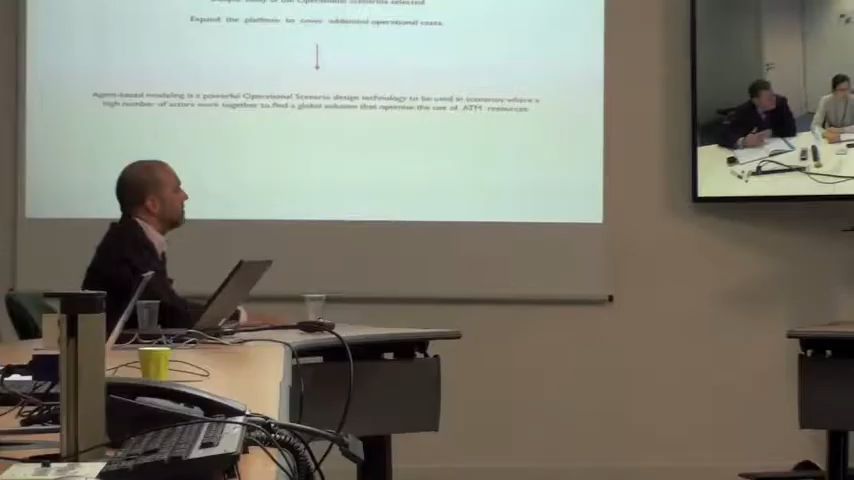 Expand the platform to cover additional operational cases.
Agent-based modeling is a powerful Operational Scenario design technology to be used in scenarios where a
high number of actors work together to find a global solution that optimise the use of ATM resources.